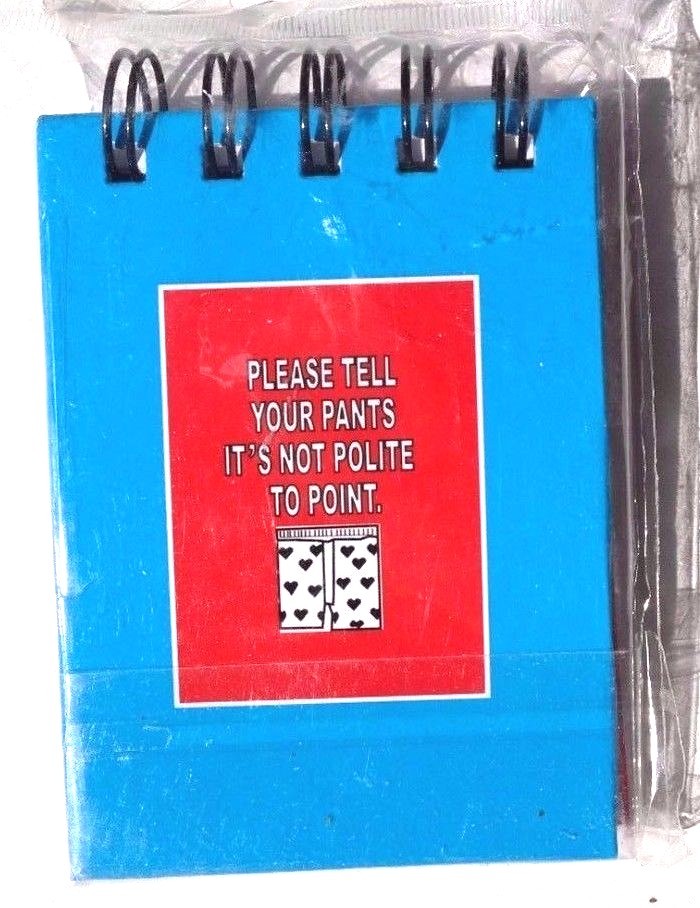 PLEASE TELL
YOUR PANTS
IT'S NOT POLITE
TO POINT.